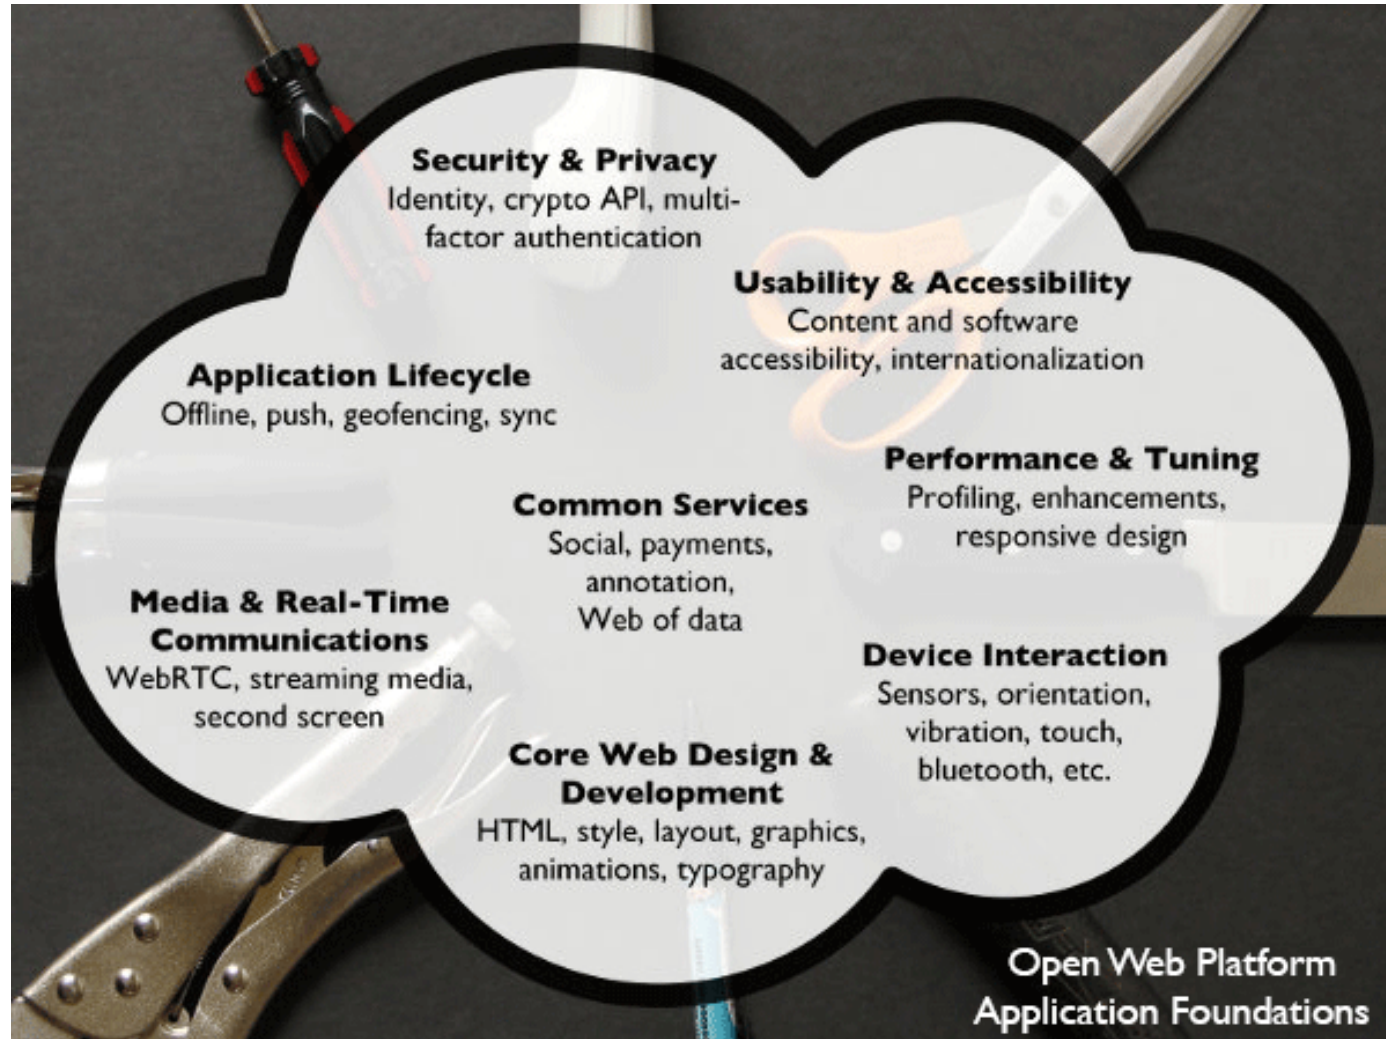 Security & Privacy
Identity, crypto API, multi-
factor authentication
Usability & Accessibility
Content and software
accessibility, internationalization
Application Lifecycle
Offline, push, geofencing, sync
Performance & Tuning
Profiling, enhancements,
responsive design
Common Services
Social, payments,
annotation,
Web of data
Media & Real-Time
Communications
WebRTC, streaming media,
second screen
Device Interaction
Sensors, orientation,
vibration, touch,
bluetooth, etc.
Core Web Design &
Development
HTML, style, layout, graphics,
animations, typography
Open Web Platform
Application Foundations